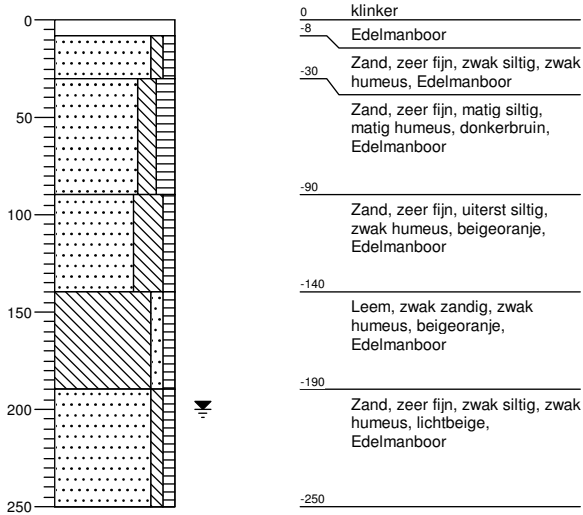 0
50
100
150
200
250
0 klinker
-8 Edelmanboor
Zand, zeer fijn, zwak siltig, zwak
-30 humeus, Edelmanboor
Zand, zeer fijn, matig siltig,
matig humeus, donkerbruin,
Edelmanboor
-90
Zand, zeer fijn, uiterst siltig,
zwak humeus, beigeoranje,
Edelmanboor
-140
Leem, zwak zandig, zwak
humeus, beigeoranje,
Edelmanboor
-190
Zand, zeer fijn, zwak siltig, zwak
humeus, lichtbeige,
Edelmanboor
-250